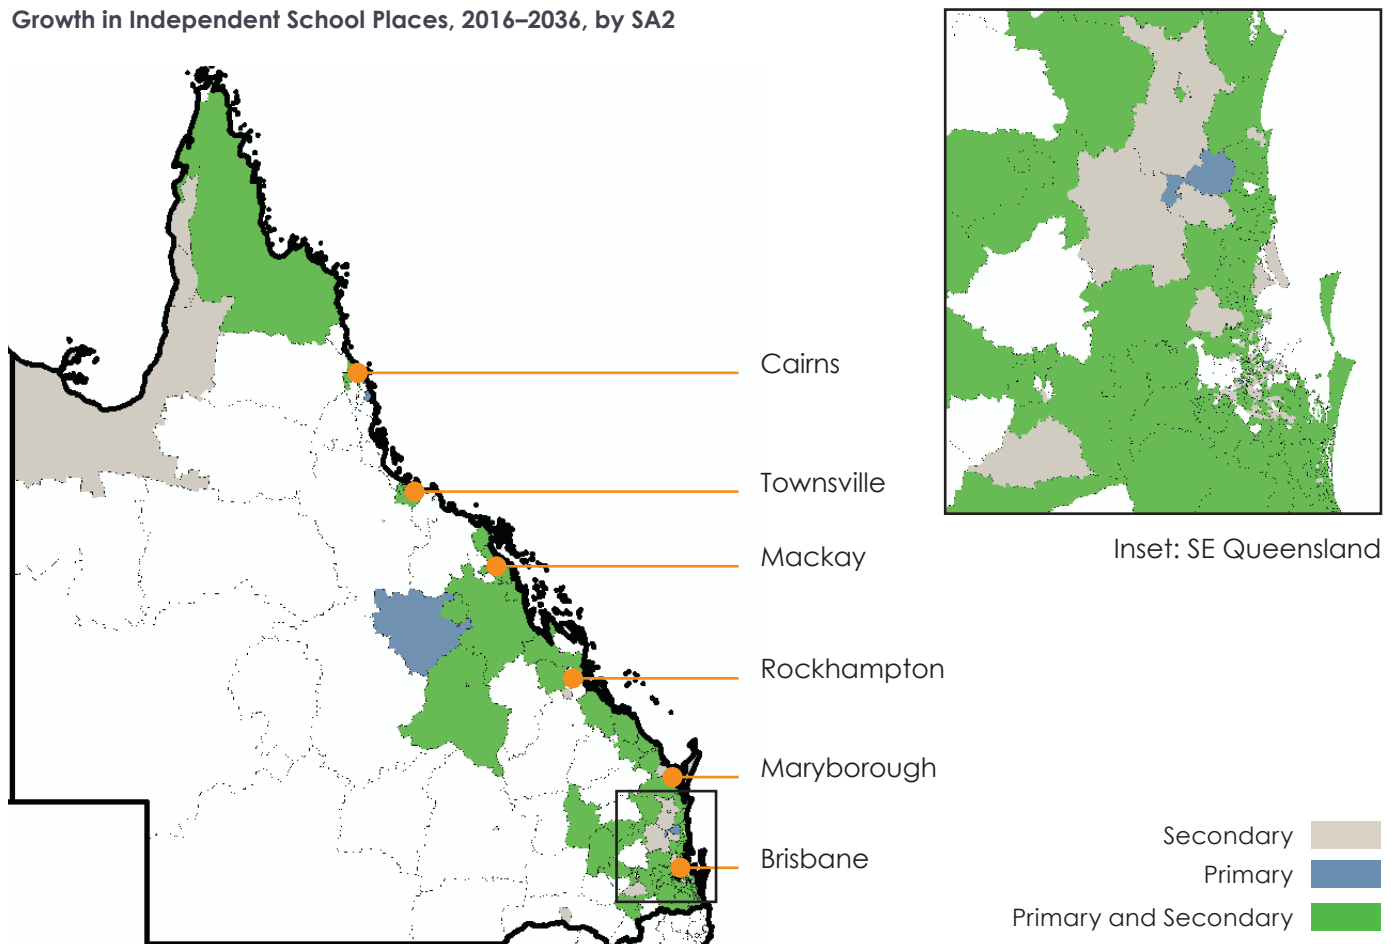 Growth in Independent School Places, 2016–2036, by SA2
Cairns
Townsville
Mackay
Rockhampton
Maryborough
Brisbane
Inset: SE Queensland
Secondary
Primary
Primary and Secondary